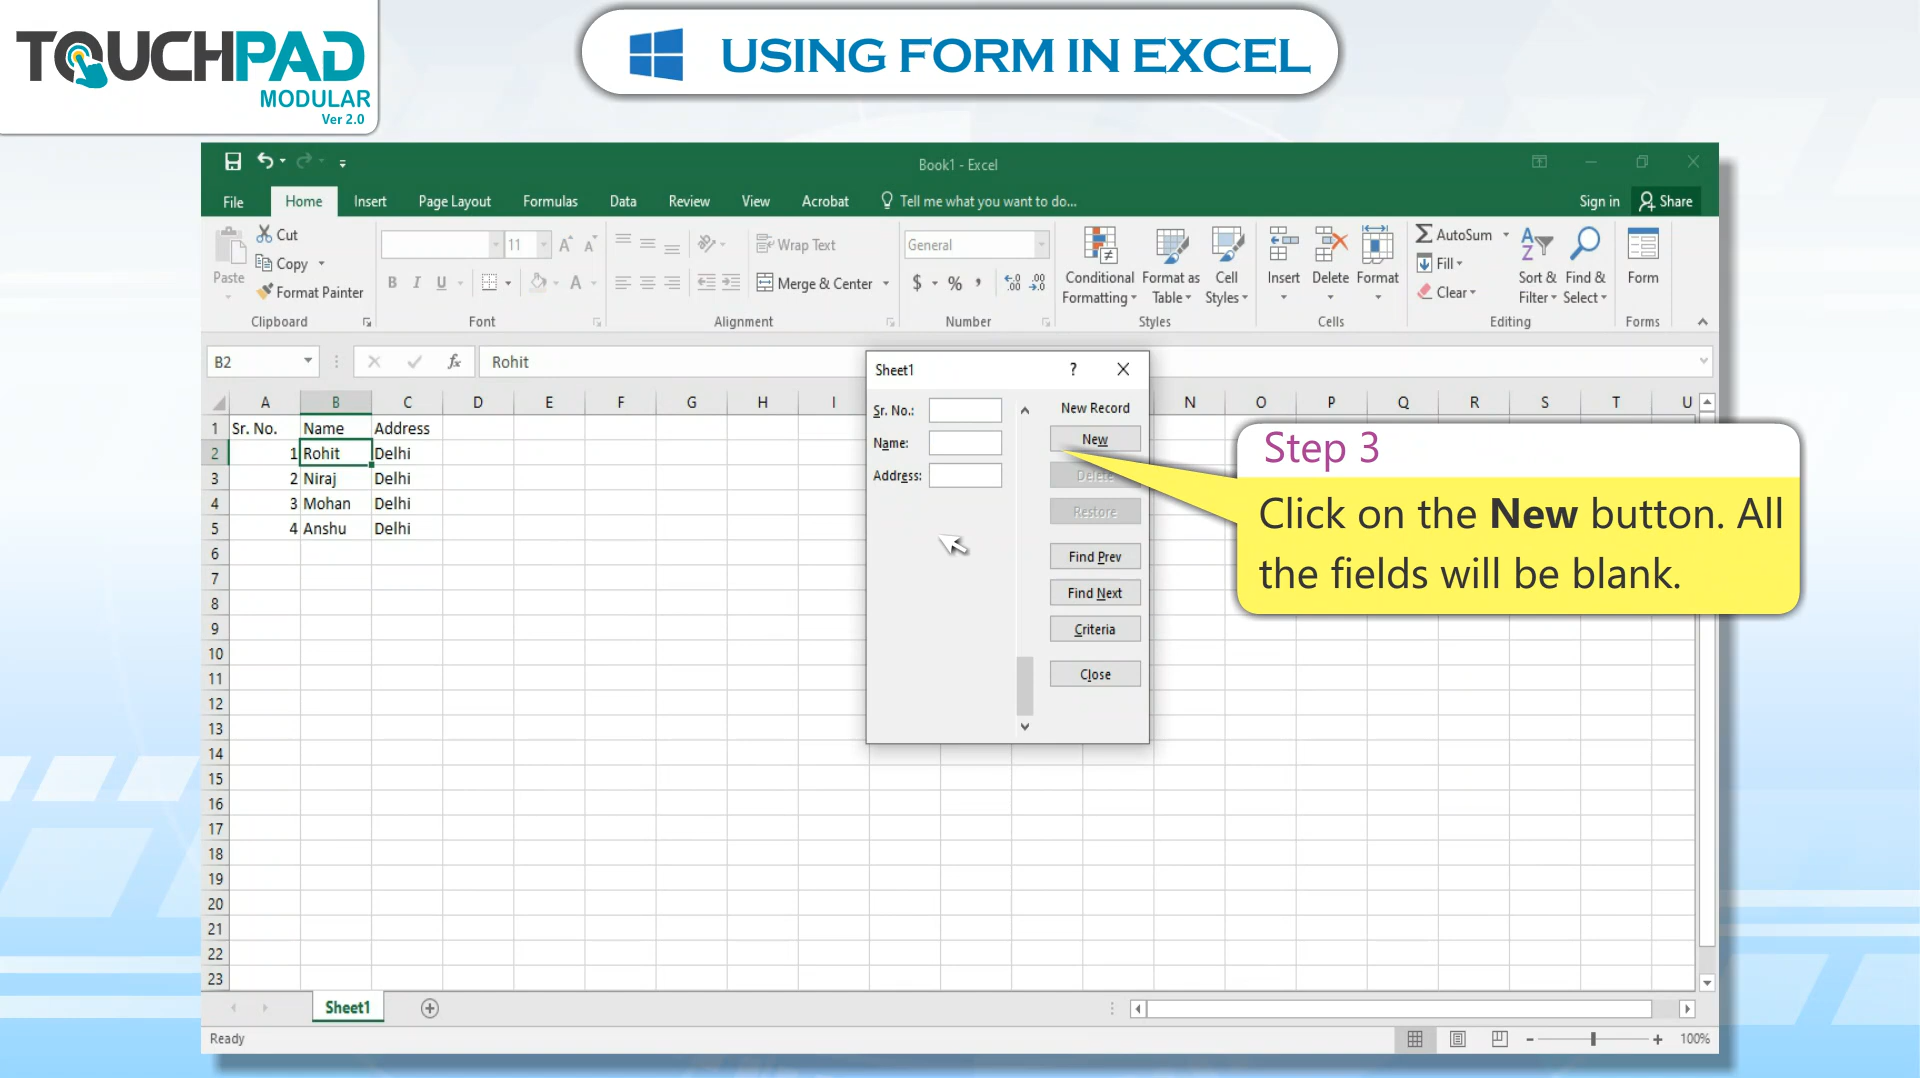 TOUCHPAD
MODULAR
Ver 2.0
USING FORM IN EXCEL
Book1 - Excel
File Home Insert Page Layout Formulas Data Review View Acrobat Tell me what you want to do... Sign in Share
Paste
Cut
Copy
Format Painter
Clipboard
11
B I U
Font
Wrap Text
Merge & Center
Alignment
General
$ % ,
Number
Conditional Formatting
Format as Table
Cell Styles
Styles
Insert
Delete
Format
Cells
AutoSum
Fill
Clear
Sort & Filter
Find & Select
Editing
Form
Forms
B2 fx Rohit
A B C D E F G H I N O P Q R S T U
1 Sr. No. Name Address
2 1 Rohit Delhi
3 2 Niraj Delhi
4 3 Mohan Delhi
5 4 Anshu Delhi
6
7
8
9
10
11
12
13
14
15
16
17
18
19
20
21
22
23
Sheet1 ?
Sr. No.:
Name:
Address:
New Record
New
Delete
Restore
Find Prev
Find Next
Criteria
Close
Step 3
Click on the New button. All
the fields will be blank.
Sheet1
Ready
100%